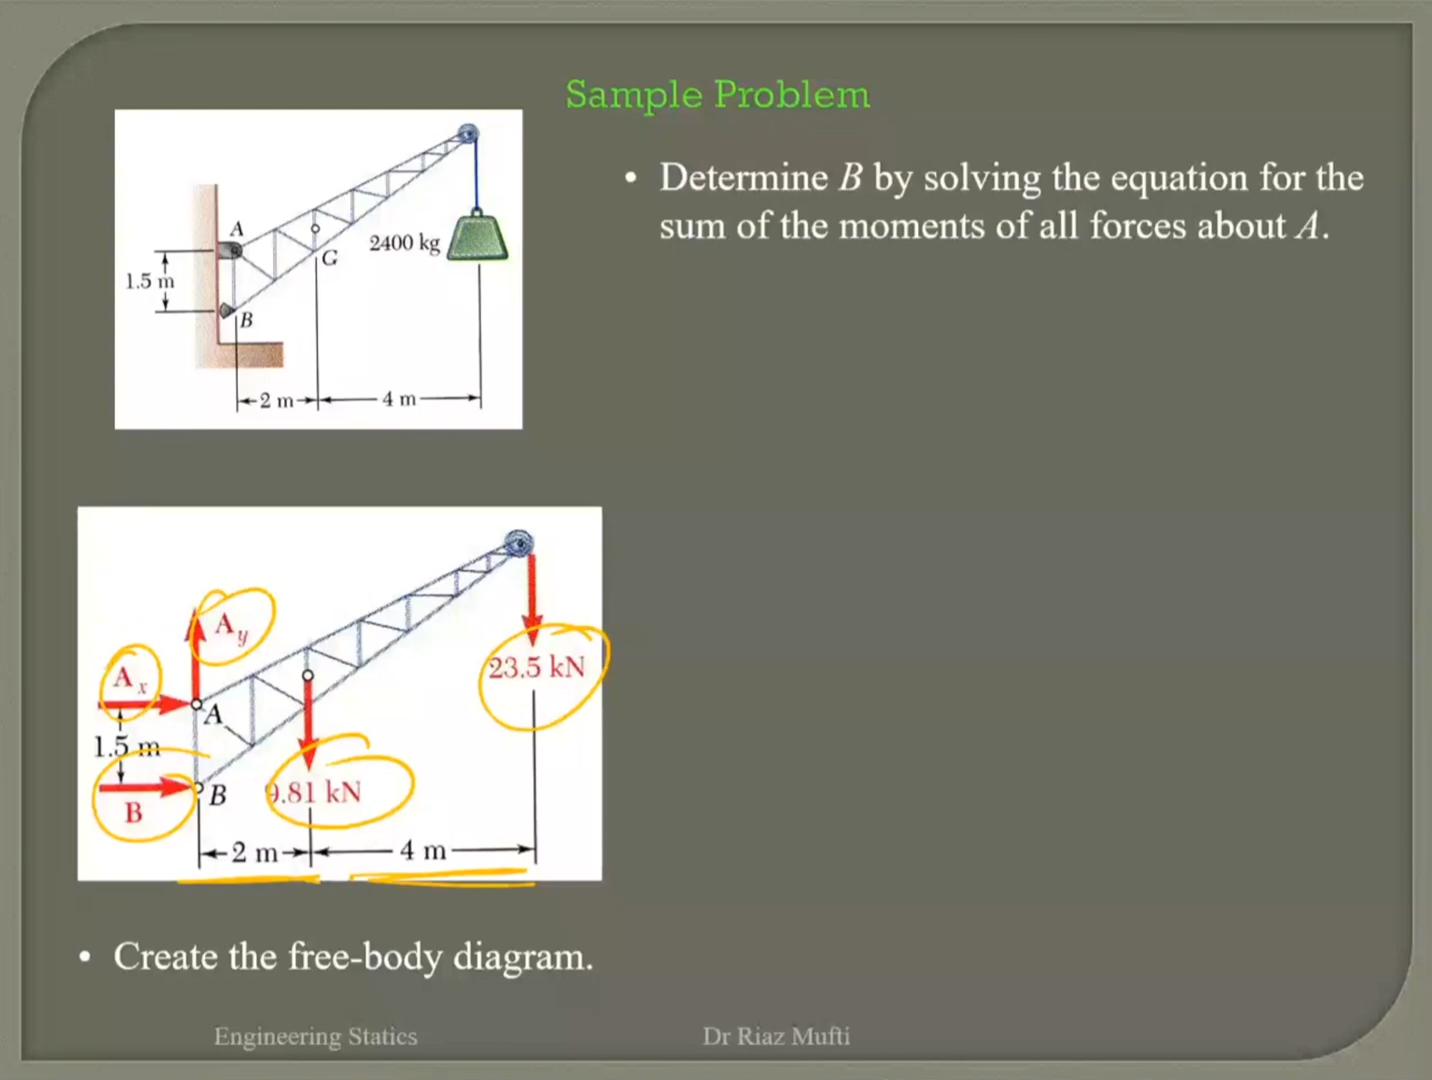 Sample Problem
• Determine B by solving the equation for the
sum of the moments of all forces about A.
A
G
2400 kg
1.5 m
B
2 m
4 m
Ay
Ax
A
23.5 kN
1.5 m
B
B
9.81 kN
2 m
4 m
• Create the free-body diagram.
Engineering Statics
Dr Riaz Mufti